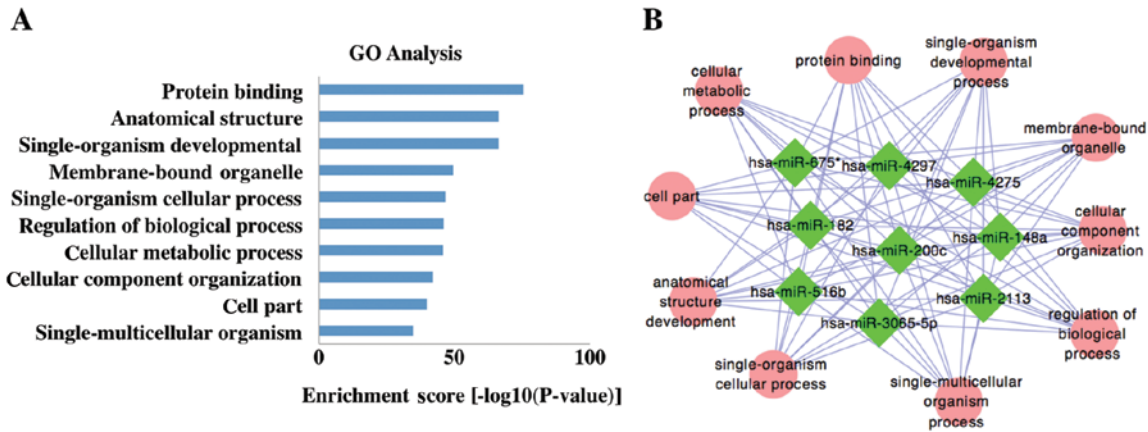 A
GO Analysis
Protein binding
Anatomical structure
Single-organism developmental
Membrane-bound organelle
Single-organism cellular process
Regulation of biological process
Cellular metabolic process
Cellular component organization
Cell part
Single-multicellular organism
0
50
100
Enrichment score [-log10(P-value)]
B
single-organism
developmental
process
protein binding
cellular
metabolic
process
membrane-bound
organelle
hsa-miR-675*
hsa-miR-4297
hsa-miR-4275
cell part
hsa-miR-182
hsa-miR-200c
hsa-miR-148a
cellular
component
organization
anatomical
structure
development
hsa-miR-516b
hsa-miR-3065-5p
hsa-miR-2113
regulation of
biological
process
single-organism
cellular process
single-multicellular
organism
process